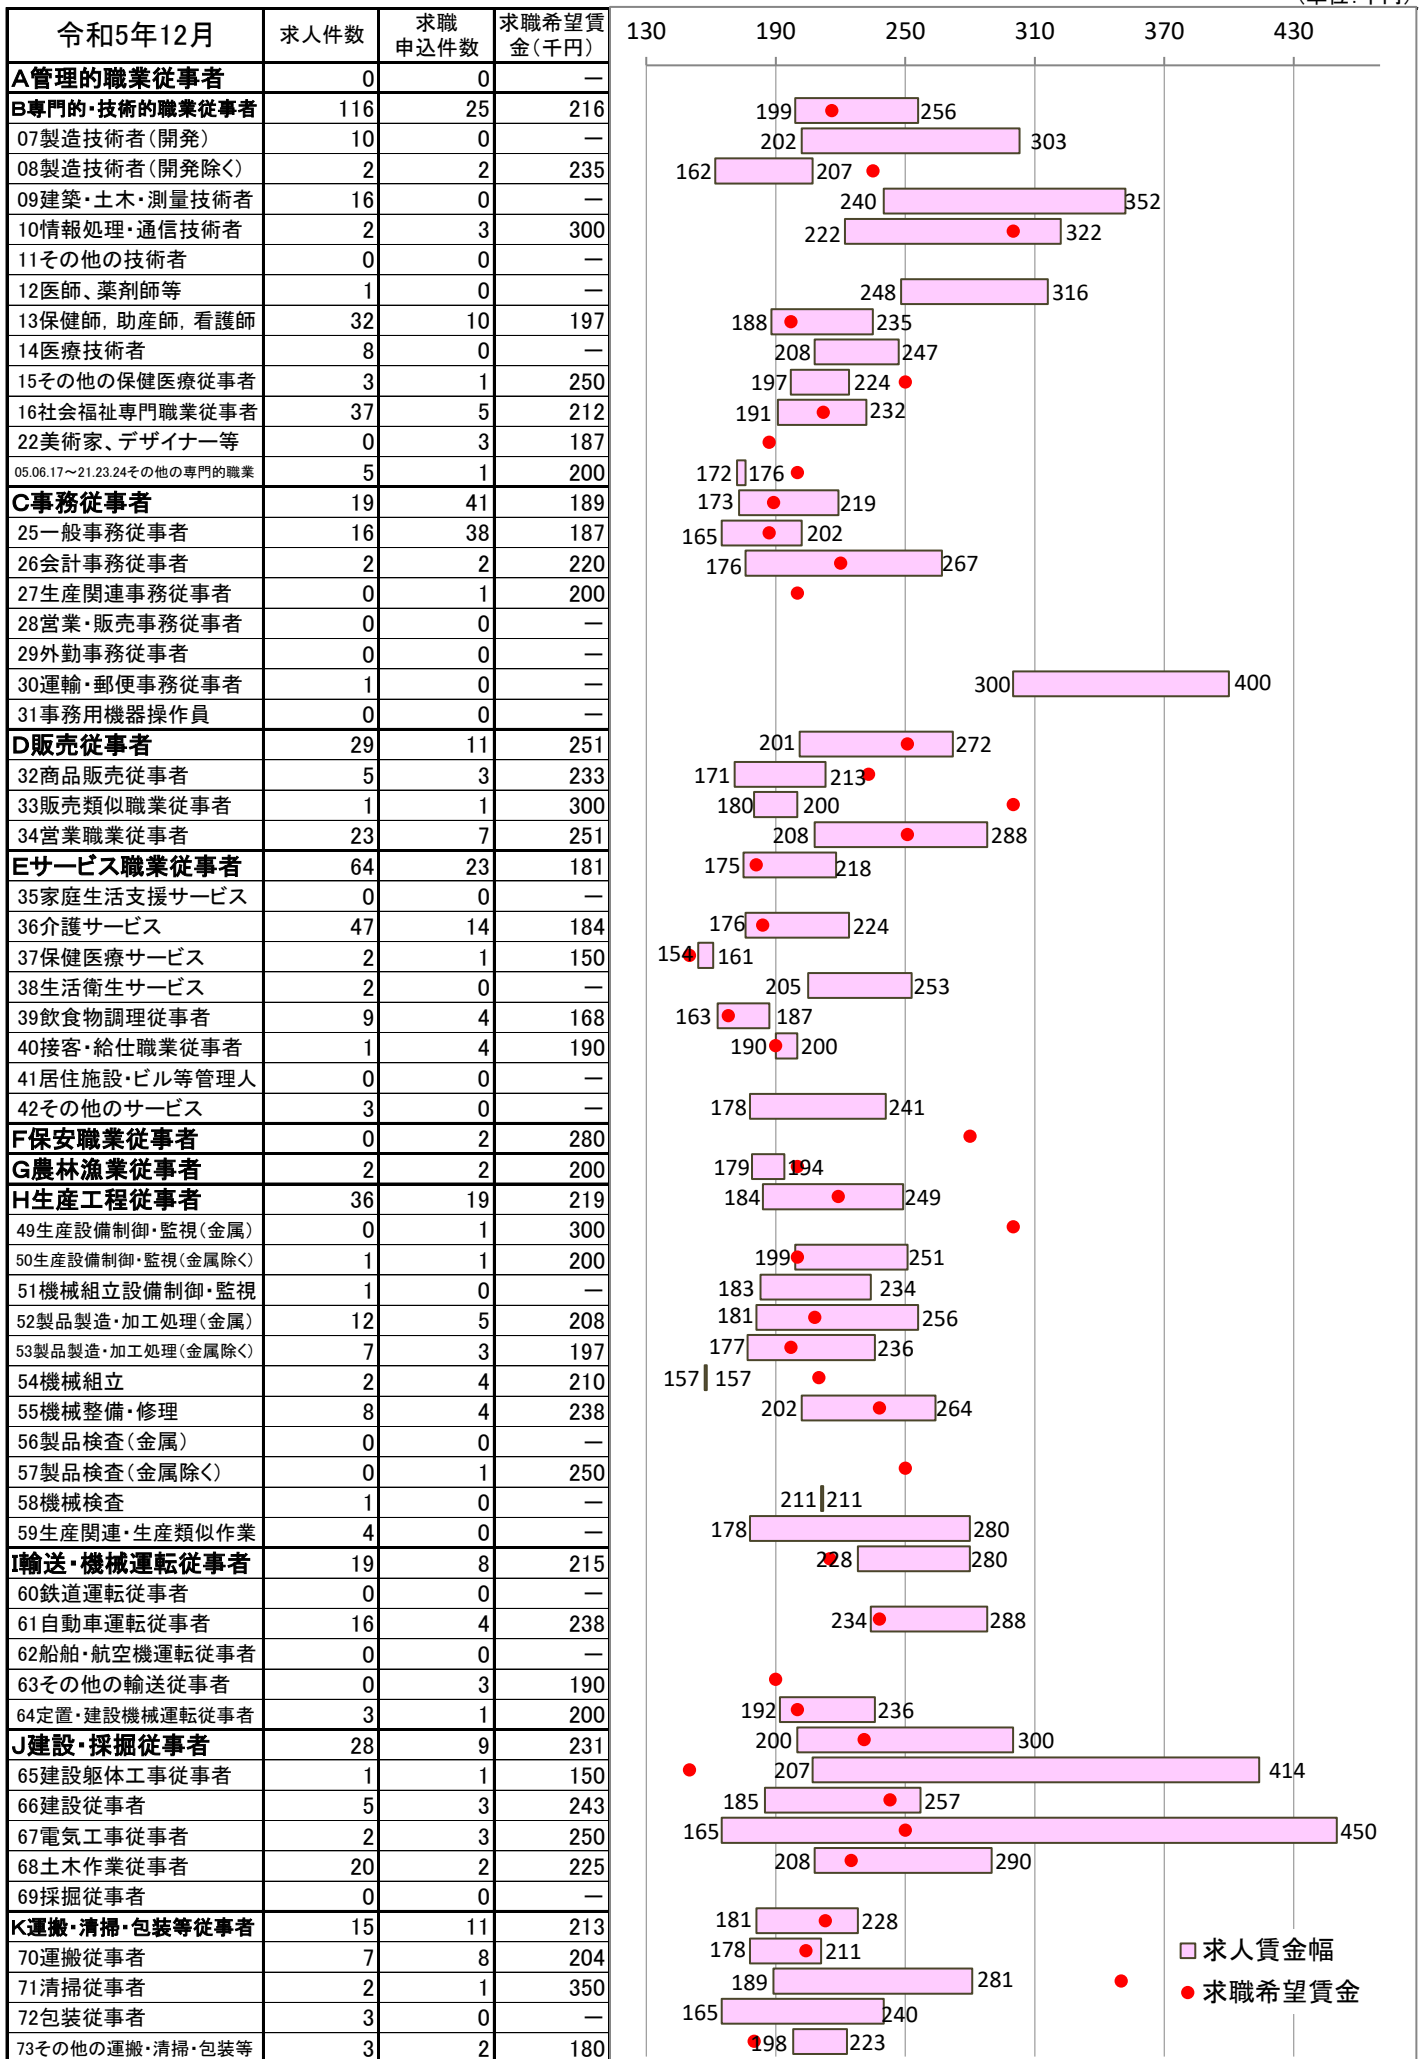 (単位:千円)
令和5年12月 求人件数 求職申込件数 求職希望賃金(千円) 130 190 250 310 370 430
A管理的職業従事者 0 0 ―
B専門的・技術的職業従事者 116 25 216 199 256
07製造技術者(開発) 10 0 ― 202 303
08製造技術者(開発除く) 2 2 235 162 207
09建築・土木・測量技術者 16 0 ― 240 352
10情報処理・通信技術者 2 3 300 222 322
11その他の技術者 0 0 ―
12医師、薬剤師等 1 0 ― 248 316
13保健師, 助産師, 看護師 32 10 197 188 235
14医療技術者 8 0 ― 208 247
15その他の保健医療従事者 3 1 250 197 224
16社会福祉専門職業従事者 37 5 212 191 232
22美術家、デザイナー等 0 3 187
05.06.17～21.23.24その他の専門的職業 5 1 200 172 176
C事務従事者 19 41 189 173 219
25一般事務従事者 16 38 187 165 202
26会計事務従事者 2 2 220 176 267
27生産関連事務従事者 0 1 200
28営業・販売事務従事者 0 0 ―
29外勤事務従事者 0 0 ―
30運輸・郵便事務従事者 1 0 ― 300 400
31事務用機器操作員 0 0 ―
D販売従事者 29 11 251 201 272
32商品販売従事者 5 3 233 171 213
33販売類似職業従事者 1 1 300 180 200
34営業職業従事者 23 7 251 208 288
Eサービス職業従事者 64 23 181 175 218
35家庭生活支援サービス 0 0 ―
36介護サービス 47 14 184 176 224
37保健医療サービス 2 1 150 154 161
38生活衛生サービス 2 0 ― 205 253
39飲食物調理従事者 9 4 168 163 187
40接客・給仕職業従事者 1 4 190 190 200
41居住施設・ビル等管理人 0 0 ―
42その他のサービス 3 0 ― 178 241
F保安職業従事者 0 2 280
G農林漁業従事者 2 2 200 179 194
H生産工程従事者 36 19 219 184 249
49生産設備制御・監視(金属) 0 1 300
50生産設備制御・監視(金属除く) 1 1 200 199 251
51機械組立設備制御・監視 1 0 ― 183 234
52製品製造・加工処理(金属) 12 5 208 181 256
53製品製造・加工処理(金属除く) 7 3 197 177 236
54機械組立 2 4 210 157 157
55機械整備・修理 8 4 238 202 264
56製品検査(金属) 0 0 ―
57製品検査(金属除く) 0 1 250
58機械検査 1 0 ― 211 211
59生産関連・生産類似作業 4 0 ― 178 280
I輸送・機械運転従事者 19 8 215 228 280
60鉄道運転従事者 0 0 ―
61自動車運転従事者 16 4 238 234 288
62船舶・航空機運転従事者 0 0 ―
63その他の輸送従事者 0 3 190
64定置・建設機械運転従事者 3 1 200 192 236
J建設・採掘従事者 28 9 231 200 300
65建設躯体工事従事者 1 1 150 207 414
66建設従事者 5 3 243 185 257
67電気工事従事者 2 3 250 165 450
68土木作業従事者 20 2 225 208 290
69採掘従事者 0 0 ―
K運搬・清掃・包装等従事者 15 11 213 181 228
70運搬従事者 7 8 204 178 211 求人賃金幅
71清掃従事者 2 1 350 189 281 求職希望賃金
72包装従事者 3 0 ― 165 240
73その他の運搬・清掃・包装等 3 2 180 198 223